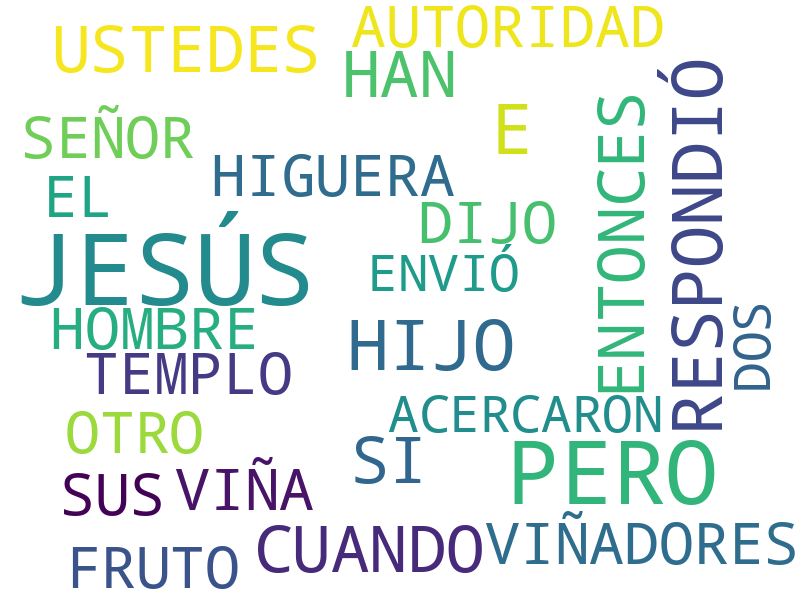 AUTORIDAD
USTEDES
HAN
E
SEÑOR
HIGUERA
EL
DIJO
ENTONCES
RESPONDIÓ
JESÚS
ENVIÓ
HOMBRE
HIJO
DOS
TEMPLO
ACERCARON
OTRO
SI
PERO
SUS
VIÑA
CUANDO
VIÑADORES
FRUTO